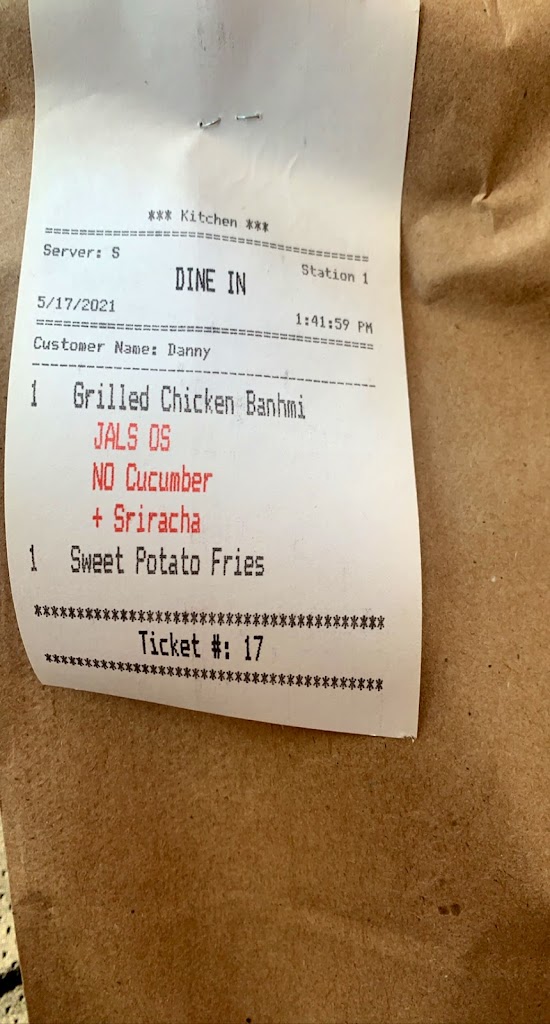 *** Kitchen ***
========================================
Server: S
Station 1
DINE IN
5/17/2021
1:41:59 PM
========================================
Customer Name: Danny
----------------------------------------
1 Grilled Chicken Banhmi
JALS OS
NO Cucumber
+ Sriracha
1 Sweet Potato Fries
****************************************
Ticket #: 17
****************************************